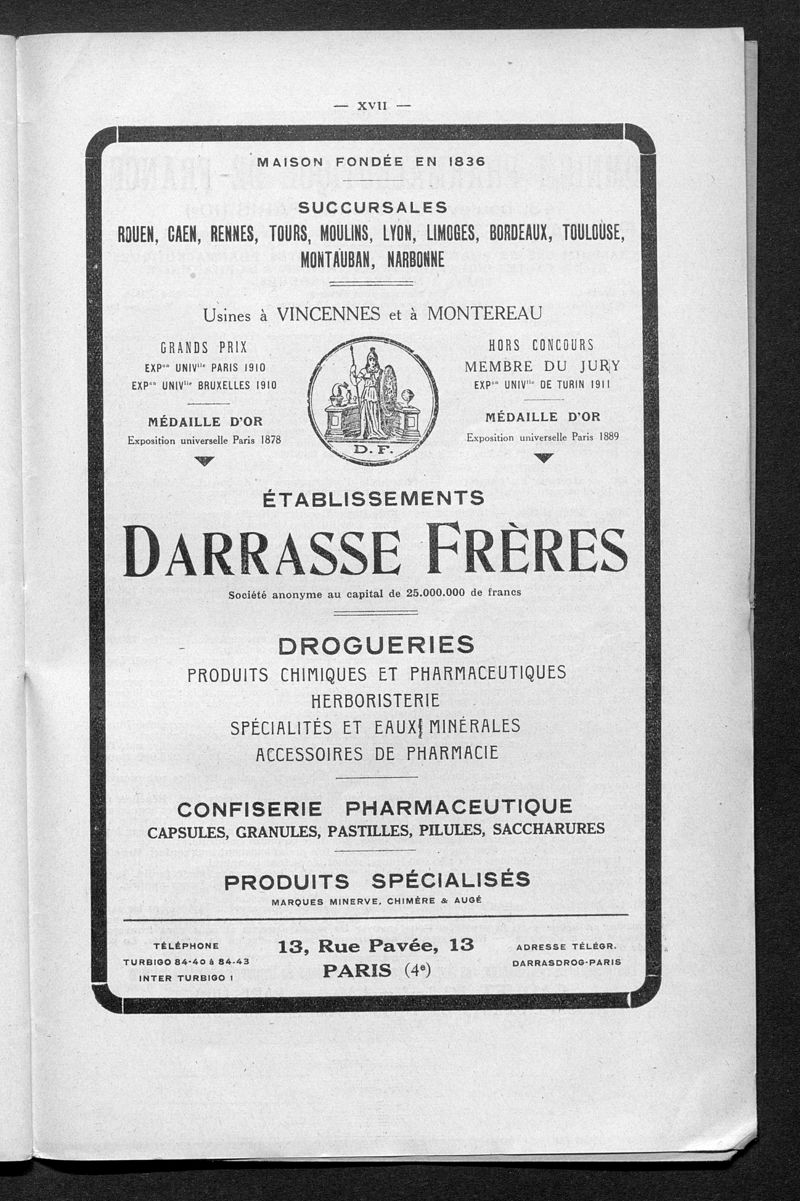 — XVII —
MAISON FONDÉE EN 1836
SUCCURSALES
ROUEN, CAEN, RENNES, TOURS, MOULINS, LYON, LIMOGES, BORDEAUX, TOULOUSE,
MONTAUBAN, NARBONNE
Usines à VINCENNES et à MONTEREAU
GRANDS PRIX
EXPon UNIVlle PARIS 1910
EXPon UNIVlle BRUXELLES 1910
MÉDAILLE D'OR
Exposition universelle Paris 1878
D. F.
HORS CONCOURS
MEMBRE DU JURY
EXPon UNIVlle DE TURIN 1911
MÉDAILLE D'OR
Exposition universelle Paris 1889
ÉTABLISSEMENTS
DARRASSE FRÈRES
Société anonyme au capital de 25.000.000 de francs
DROGUERIES
PRODUITS CHIMIQUES ET PHARMACEUTIQUES
HERBORISTERIE
SPÉCIALITÉS ET EAUX MINÉRALES
ACCESSOIRES DE PHARMACIE
CONFISERIE PHARMACEUTIQUE
CAPSULES, GRANULES, PASTILLES, PILULES, SACCHARURES
PRODUITS SPÉCIALISÉS
MARQUES MINERVE, CHIMÈRE & AUGÉ
TÉLÉPHONE
TURBIGO 84-40 à 84-43
INTER TURBIGO 1
13, Rue Pavée, 13
PARIS (4e)
ADRESSE TÉLÉGR.
DARRASDROG-PARIS